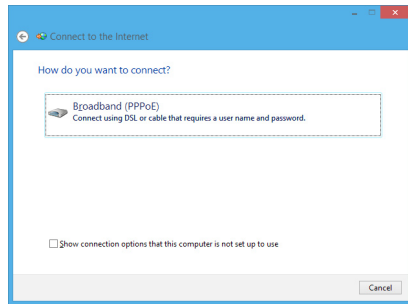 Connect to the Internet
How do you want to connect?
Broadband (PPPoE)
Connect using DSL or cable that requires a user name and password.
Show connection options that this computer is not set up to use
Cancel